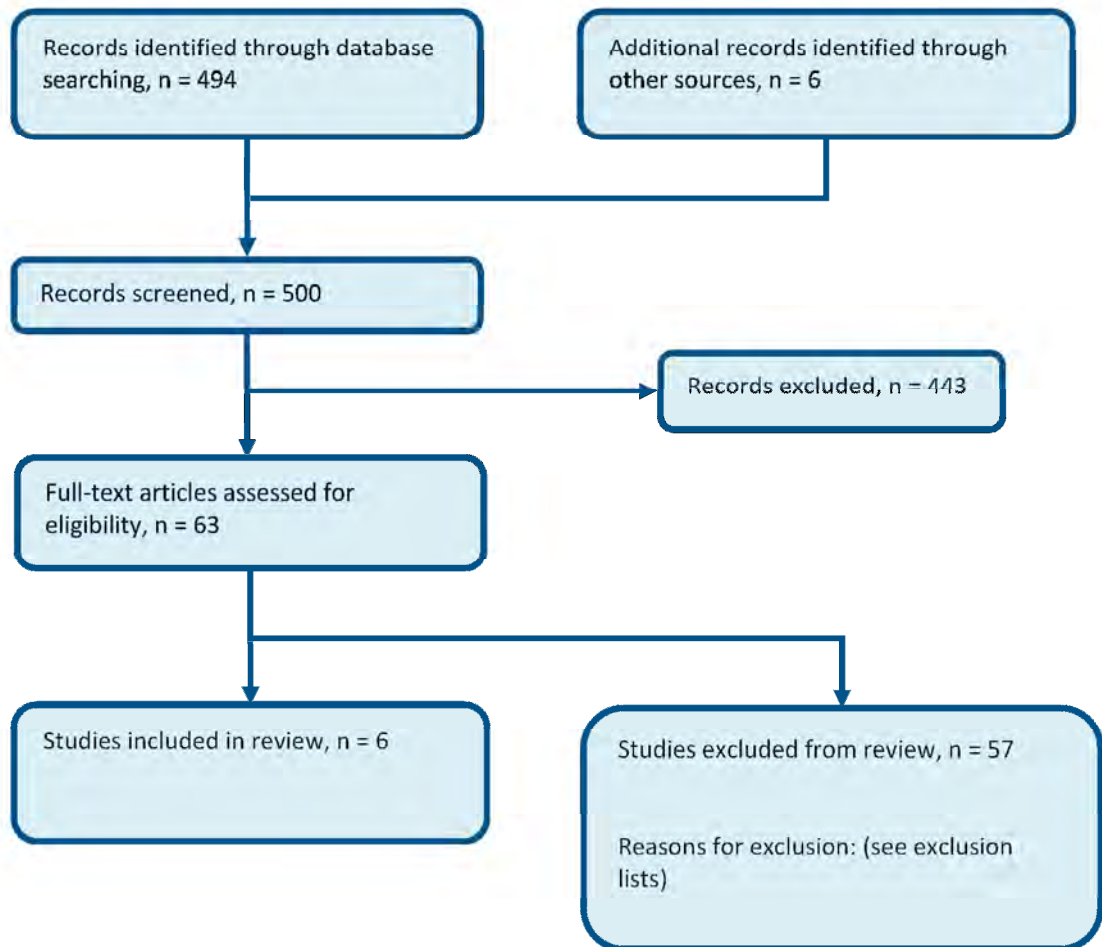 Records identified through database
searching, n = 494
Additional records identified through
other sources, n = 6
Records screened, n = 500
Records excluded, n = 443
Full-text articles assessed for
eligibility, n = 63
Studies included in review, n = 6
Studies excluded from review, n = 57
Reasons for exclusion: (see exclusion
lists)